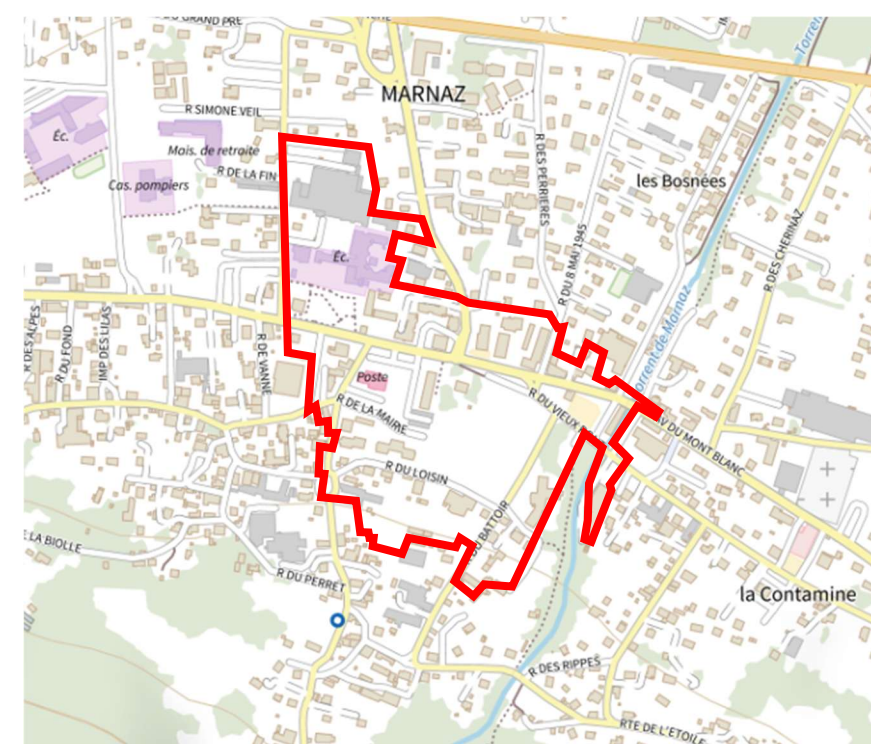 DU GRAND PRÉ
Torren
MARNAZ
R SIMONE VEIL
Éc.
Mais. de retraite
R DES PERRIERES
R DE LA FIN
les Bosnées
Cas. pompiers
R DU 8 MAI 1945
R DES CHERINAZ
Éc.
Torrent de Marnaz
R DES ALPES
R DU FOND
IMP DES LILAS
R DE VANNE
Poste
R DE LA MAIRE
R DU VIEUX
AV DU MONT BLANC
R DU LOISIN
DU BATTOIR
LA BIOLLE
R DU PERRET
la Contamine
R DES RIPPES
RTE DE L'ETOILE